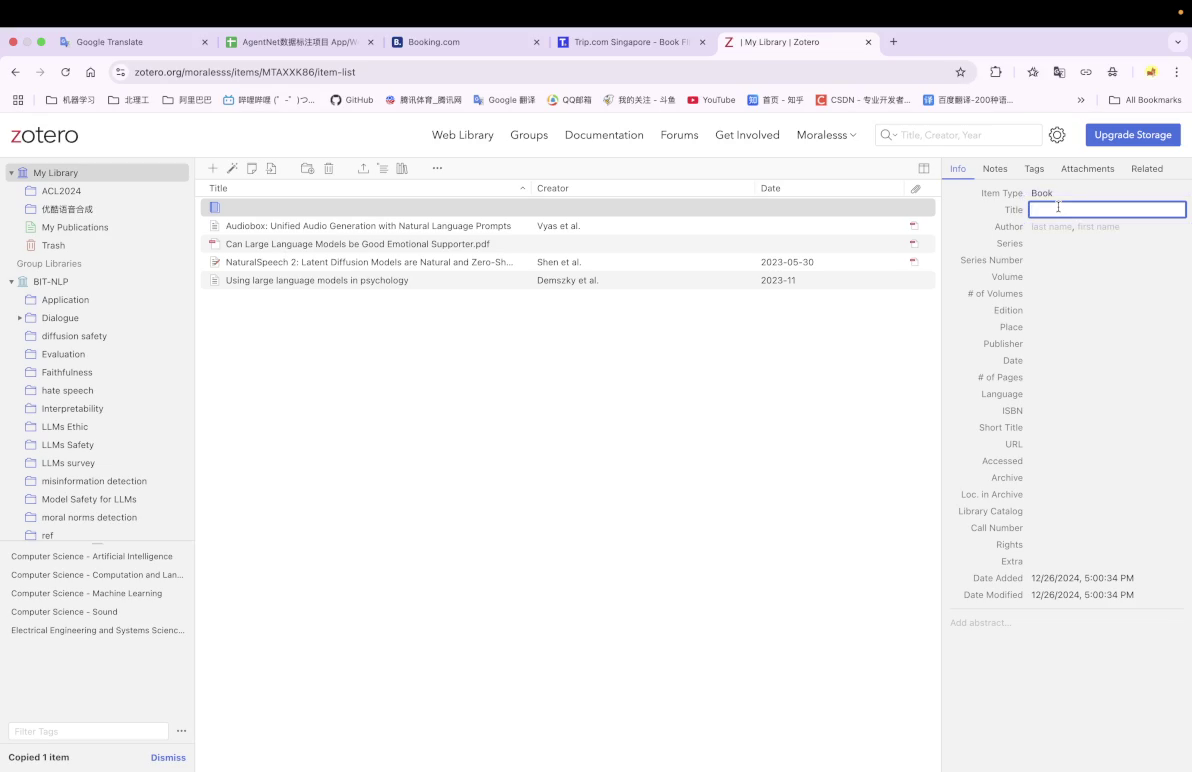 Google Translate
AgentNet数据标注项目 App/W
Booking.com
Trip.com Singapore – Book Fl
| My Library | Zotero
zotero.org/moralesss/items/MTAXXK86/item-list
机器学习
北理工
阿里巴巴
哔哩哔哩 (゜-゜)つ...
GitHub
腾讯体育_腾讯网
Google 翻译
QQ邮箱
我的关注 - 斗鱼
YouTube
首页 - 知乎
CSDN - 专业开发者...
百度翻译-200种语...
All Bookmarks
zotero
Web Library
Groups
Documentation
Forums
Get Involved
Moralesss
Title, Creator, Year
Upgrade Storage
My Library
ACL2024
优酷语音合成
My Publications
Trash
Group Libraries
BIT-NLP
Application
Dialogue
diffusion safety
Evaluation
Faithfulness
hate speech
Interpretability
LLMs Ethic
LLMs Safety
LLMs survey
misinformation detection
Model Safety for LLMs
moral norms detection
ref
Computer Science - Artificial Intelligence
Computer Science - Computation and Lan...
Computer Science - Machine Learning
Computer Science - Sound
Electrical Engineering and Systems Scienc...
Filter Tags
Copied 1 item
Dismiss
Title Creator Date
Audiobox: Unified Audio Generation with Natural Language Prompts Vyas et al.
Can Large Language Models be Good Emotional Supporter.pdf
NaturalSpeech 2: Latent Diffusion Models are Natural and Zero-Sh... Shen et al. 2023-05-30
Using large language models in psychology Demszky et al. 2023-11
Info Notes Tags Attachments Related
Item Type Book
Title
Author last name, first name
Series
Series Number
Volume
# of Volumes
Edition
Place
Publisher
Date
# of Pages
Language
ISBN
Short Title
URL
Accessed
Archive
Loc. in Archive
Library Catalog
Call Number
Rights
Extra
Date Added 12/26/2024, 5:00:34 PM
Date Modified 12/26/2024, 5:00:34 PM
Add abstract...